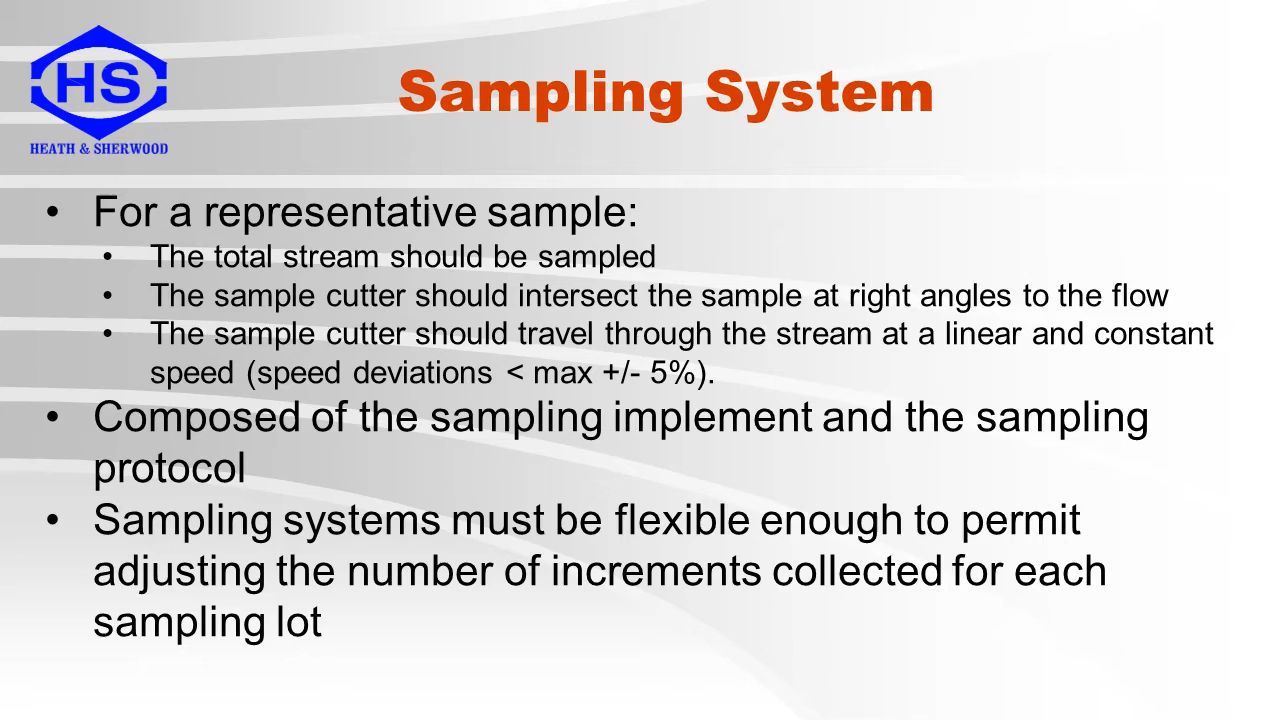 HS
HEATH & SHERWOOD
Sampling System
• For a representative sample:
• The total stream should be sampled
• The sample cutter should intersect the sample at right angles to the flow
• The sample cutter should travel through the stream at a linear and constant
speed (speed deviations < max +/- 5%).
• Composed of the sampling implement and the sampling
protocol
• Sampling systems must be flexible enough to permit
adjusting the number of increments collected for each
sampling lot